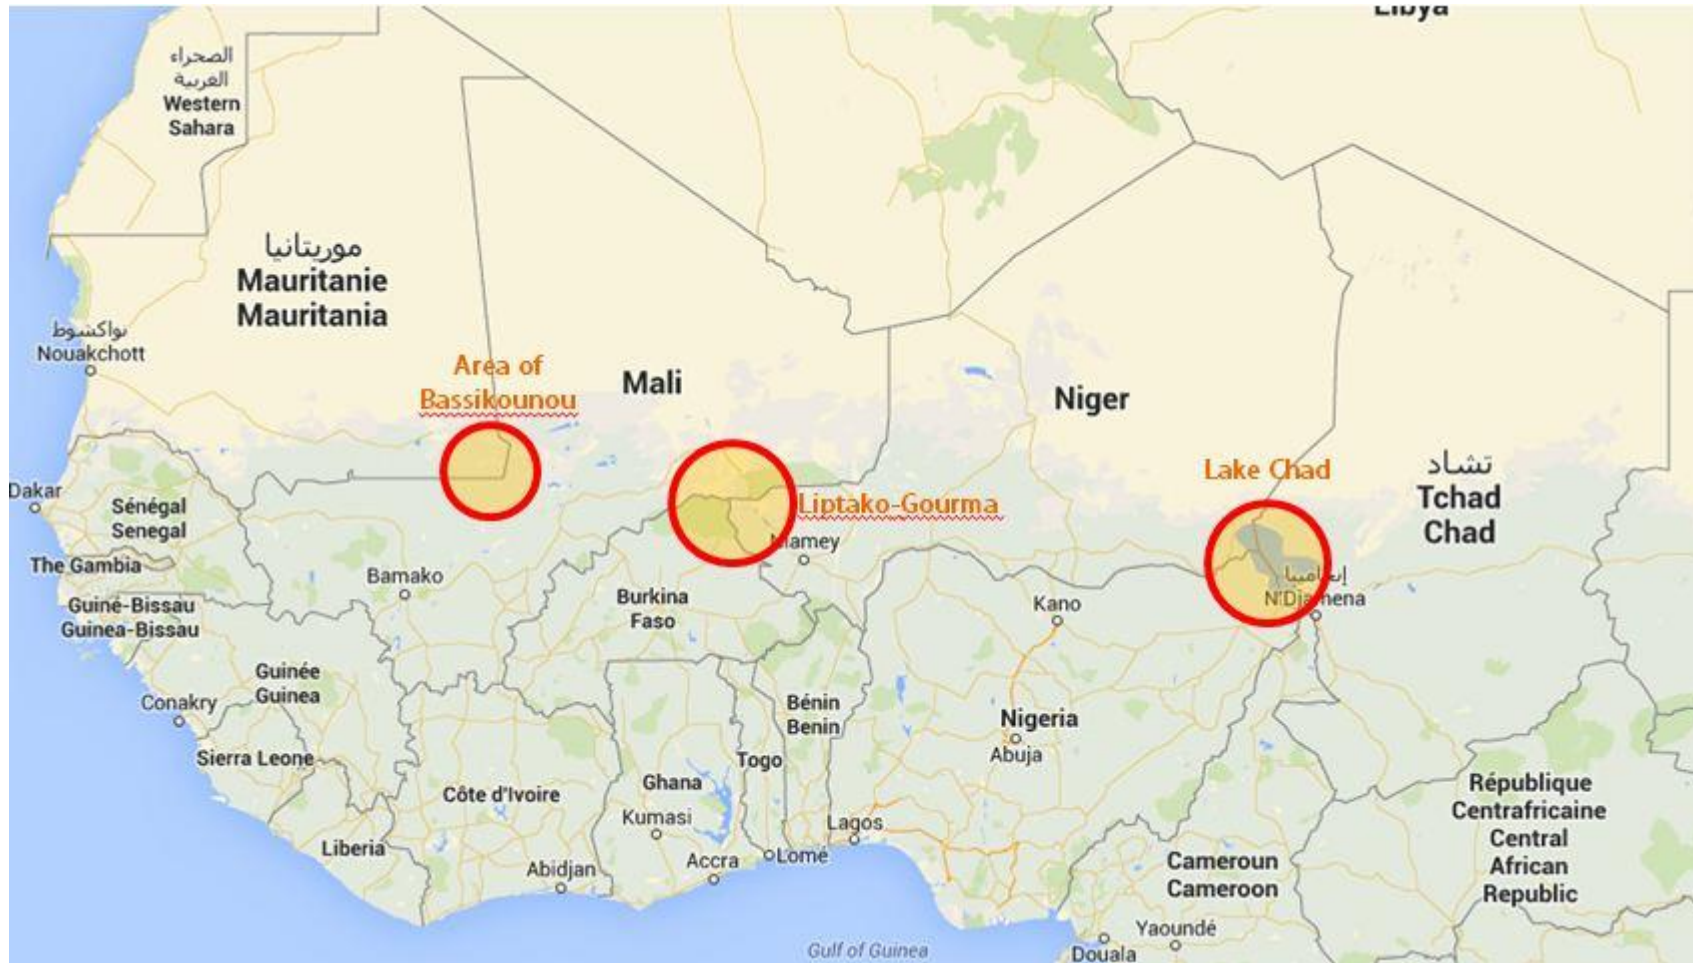 Libya
الصحراء
الغربية
Western
Sahara
موريتانيا
Mauritanie
Mauritania
نواكشوط
Nouakchott
Area of
Bassikounou
Mali
Niger
Lake Chad
تشاد
Tchad
Chad
Dakar
Sénégal
Senegal
Liptako-Gourma
Niamey
The Gambia
Bamako
Guiné-Bissau
Guinea-Bissau
Burkina
Faso
Kano
إنجامينا
N'Djamena
Guinée
Guinea
Conakry
Bénin
Benin
Nigeria
Abuja
Sierra Leone
Togo
Ghana
Côte d'Ivoire
Kumasi
Lagos
République
Centrafricaine
Central
African
Republic
Liberia
Abidjan
Accra
Lomé
Cameroun
Cameroon
Gulf of Guinea
Yaoundé
Douala